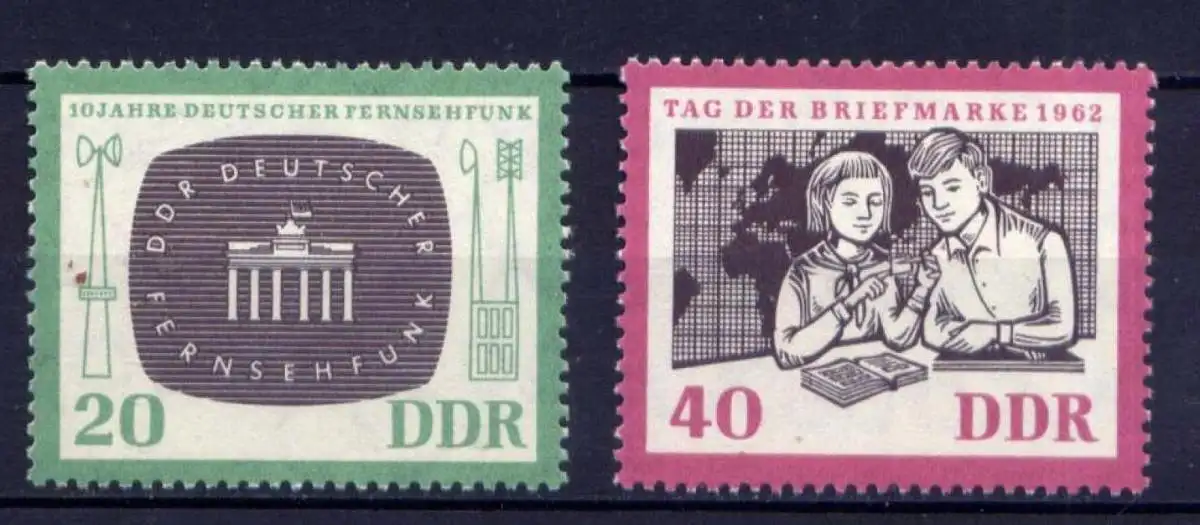 10 JAHRE DEUTSCHER FERNSEHFUNK
DDR DEUTSCHER
FERNSEHFUNK
20 DDR
TAG DER BRIEFMARKE 1962
40 DDR